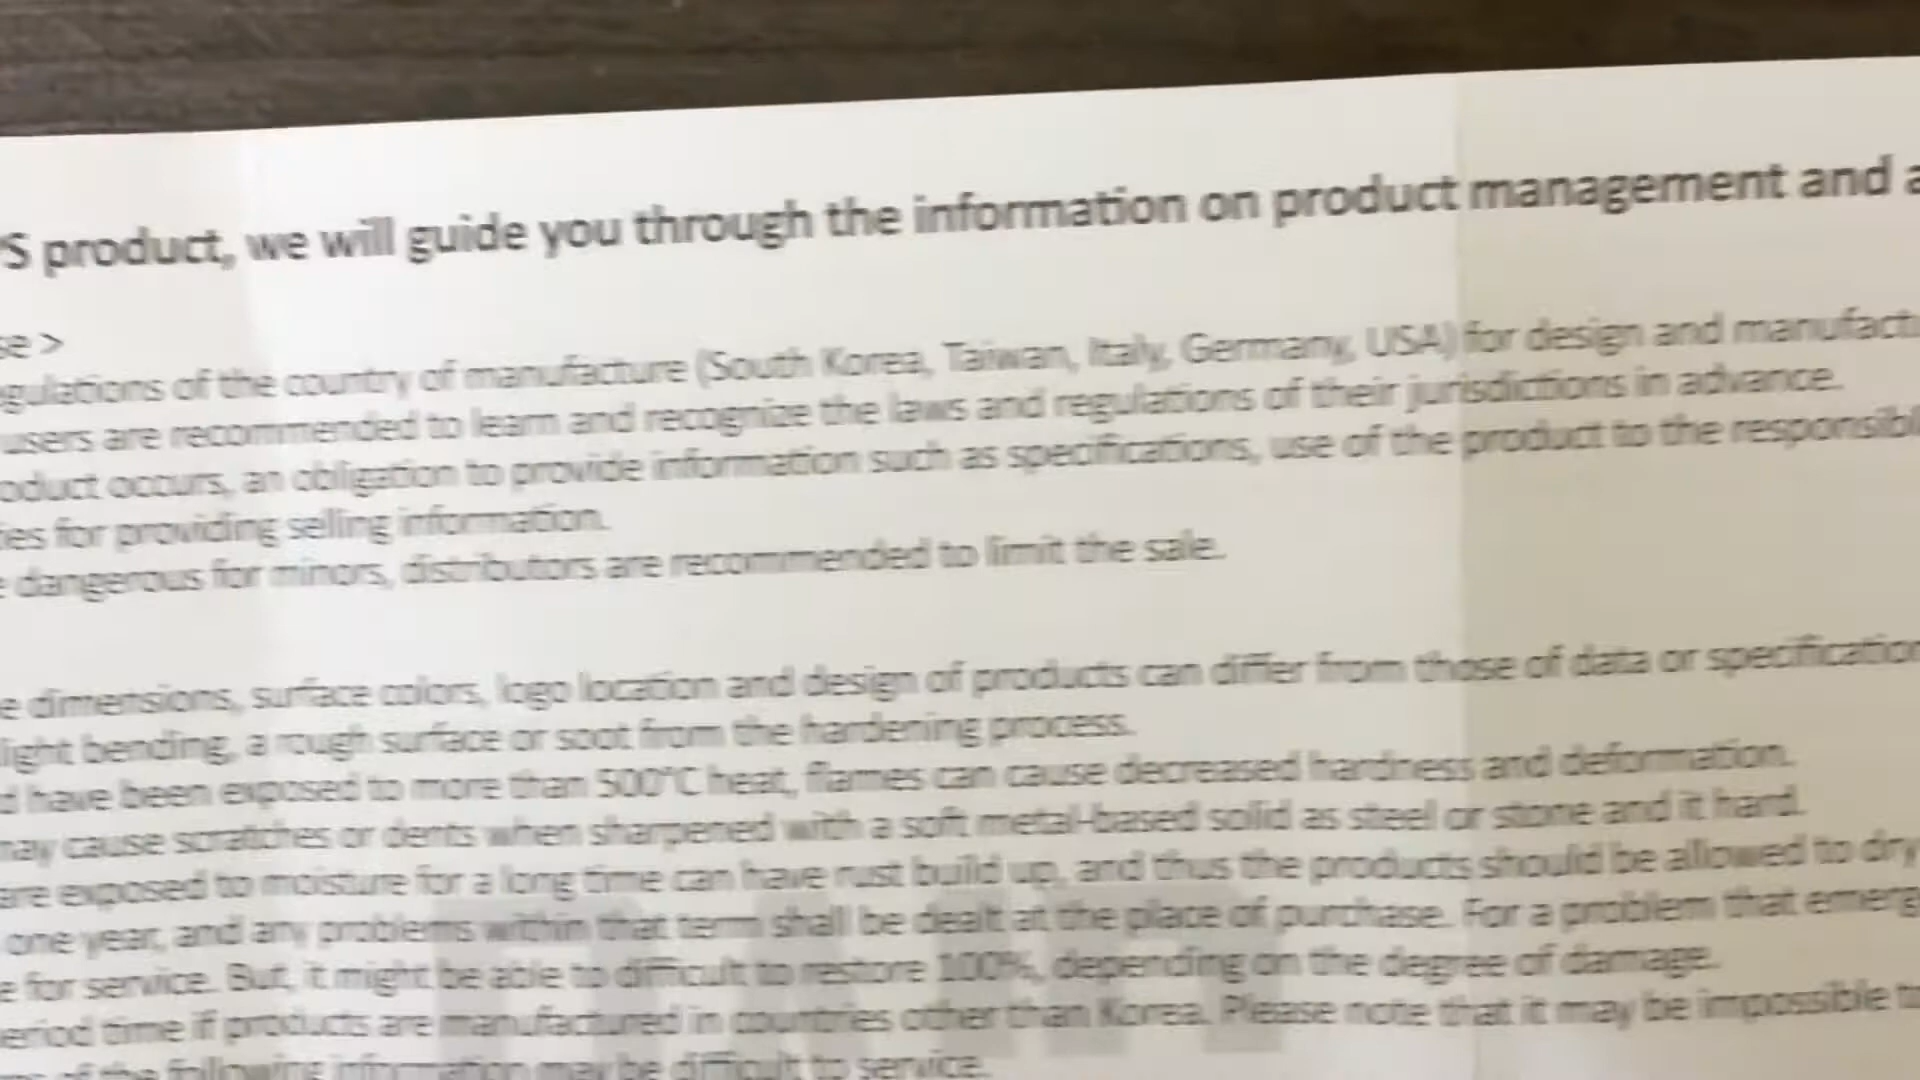 S product, we will guide you through the information on product management and a
se >
egulations of the country of manufacture (South Korea, Taiwan, Italy, Germany, USA) for design and manufact
users are recommended to learn and recognize the laws and regulations of their jurisdictions in advance.
oduct occurs, an obligation to provide information such as specifications, use of the product to the responsibl
ies for providing selling information.
e dangerous for minors, distributors are recommended to limit the sale.
e dimensions, surface colors, logo location and design of products can differ from those of data or specification
light bending, a rough surface or soot from the hardening process.
d have been exposed to more than 500°C heat, flames can cause decreased hardness and deformation.
may cause scratches or dents when sharpened with a soft metal-based solid as steel or stone and it hard.
are exposed to moisture for a long time can have rust build up, and thus the products should be allowed to dry
one year, and any problems within that term shall be dealt at the place of purchase. For a problem that emerg
e for service. But, it might be able to difficult to restore 100%, depending on the degree of damage.
eriod time if products are manufactured in countries other than Korea. Please note that it may be impossible t
of the following information may be difficult to service.